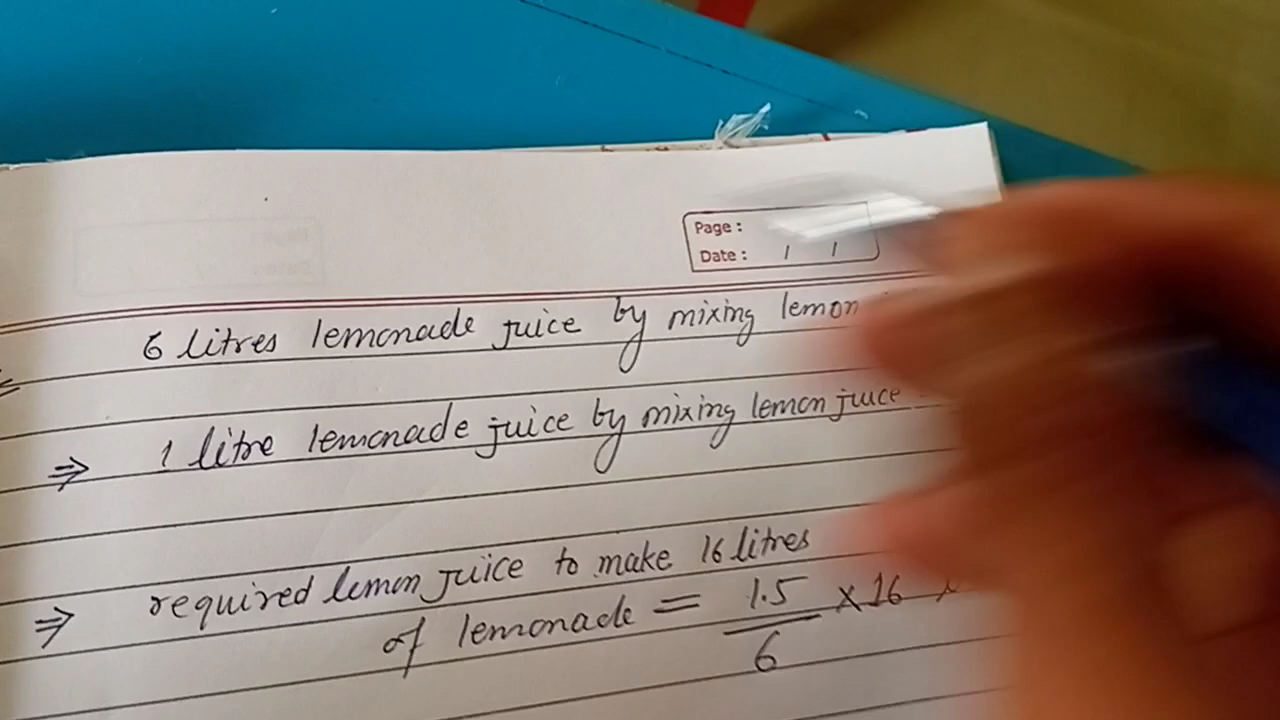 Page :
Date : / /
6 litres lemonade juice by mixing lemon
⇒ 1 litre lemonade juice by mixing lemon juice
⇒ required lemon juice to make 16 litres
of lemonade = 1.5/6 × 16